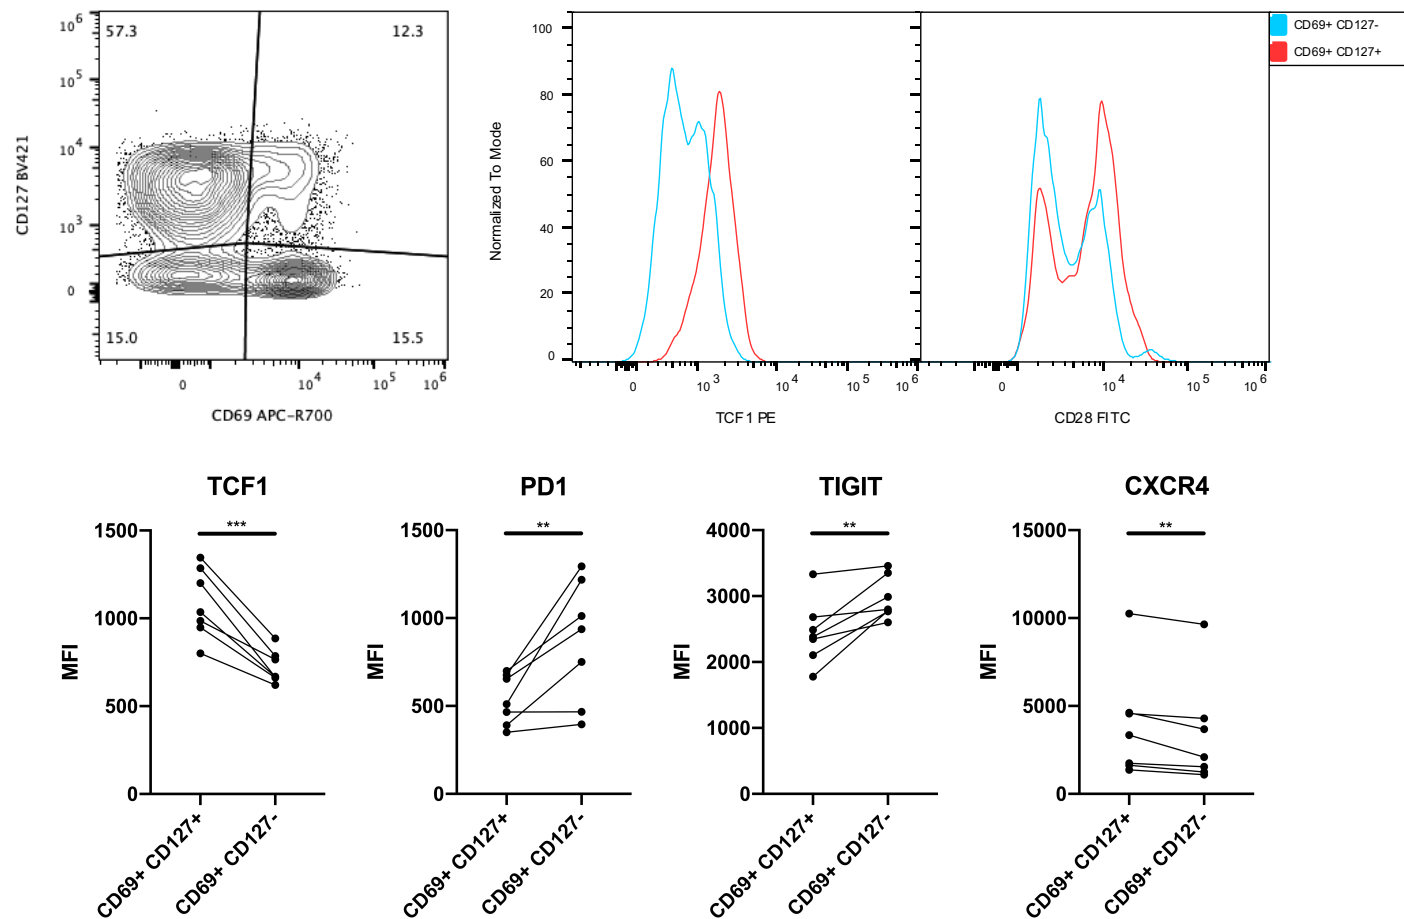 57.3
12.3
15.0
15.5
10^6
10^5
10^4
10^3
0
CD127 BV421
0
10^4
10^5
10^6
CD69 APC-R700
100
80
60
40
20
0
Normalized To Mode
0
10^3
10^4
10^5
10^6
TCF1 PE
0
10^4
10^5
10^6
CD28 FITC
CD69+ CD127-
CD69+ CD127+
TCF1
***
1500
1000
500
0
MFI
CD69+ CD127+
CD69+ CD127-
PD1
**
1500
1000
500
0
MFI
CD69+ CD127+
CD69+ CD127-
TIGIT
**
4000
3000
2000
1000
0
MFI
CD69+ CD127+
CD69+ CD127-
CXCR4
**
15000
10000
5000
0
MFI
CD69+ CD127+
CD69+ CD127-